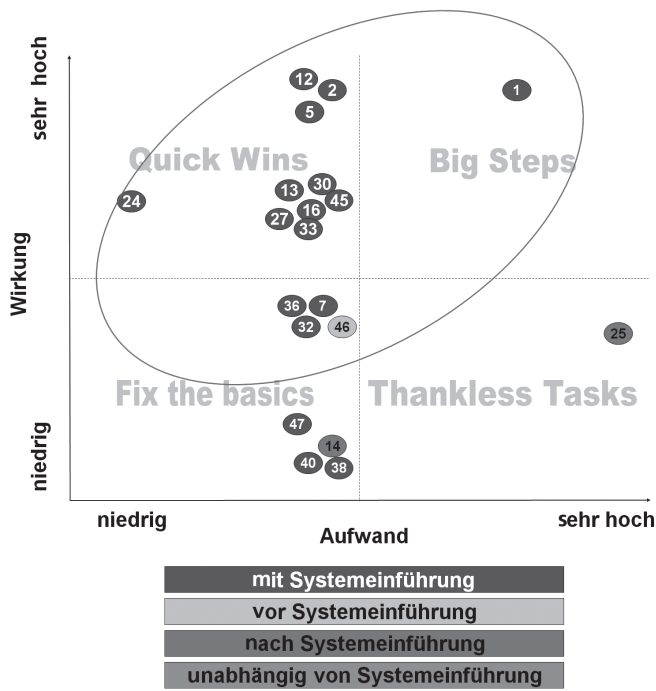 sehr hoch
12
2
1
5
Quick Wins
Big Steps
13
30
24
45
16
27
33
Wirkung
36
7
32
46
25
Fix the basics
Thankless Tasks
47
14
40
38
niedrig
niedrig
sehr hoch
Aufwand
mit Systemeinführung
vor Systemeinführung
nach Systemeinführung
unabhängig von Systemeinführung